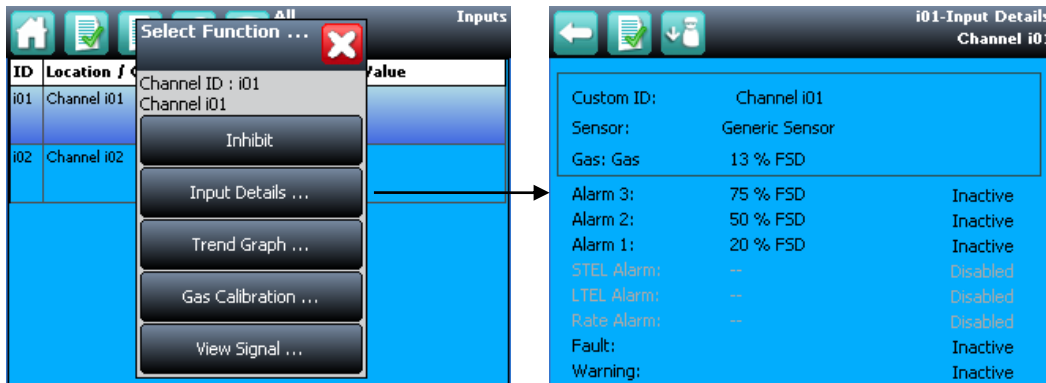 All
Inputs
Select Function ...
ID Location / Value
Channel ID : i01
Channel i01
i01 Channel i01
Inhibit
i02 Channel i02
Input Details ...
Trend Graph ...
Gas Calibration ...
View Signal ...
i01-Input Details
Channel i01
Custom ID: Channel i01
Sensor: Generic Sensor
Gas: Gas 13 % FSD
Alarm 3: 75 % FSD Inactive
Alarm 2: 50 % FSD Inactive
Alarm 1: 20 % FSD Inactive
STEL Alarm: -- Disabled
LTEL Alarm: -- Disabled
Rate Alarm: -- Disabled
Fault: Inactive
Warning: Inactive